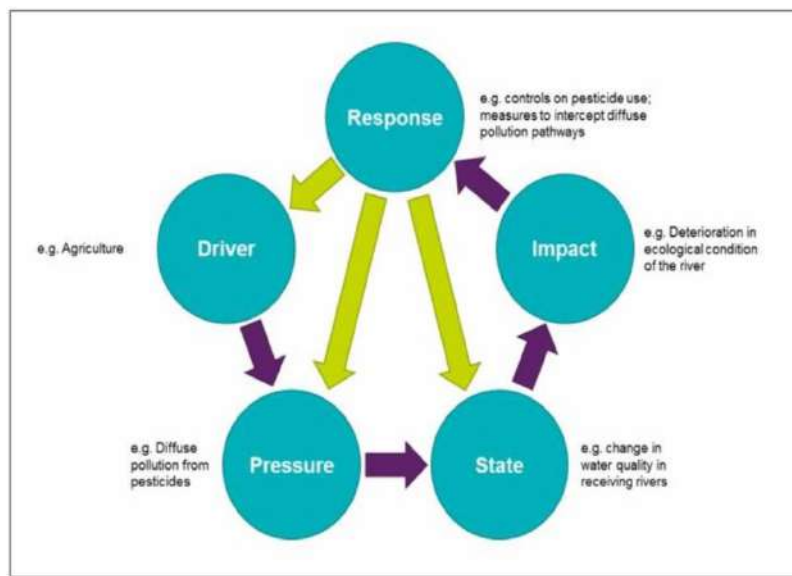 Response
e.g. controls on pesticide use;
measures to intercept diffuse
pollution pathways
e.g. Agriculture
Driver
Impact
e.g. Deterioration in
ecological condition
of the river
e.g. Diffuse
pollution from
pesticides
Pressure
State
e.g. change in
water quality in
receiving rivers